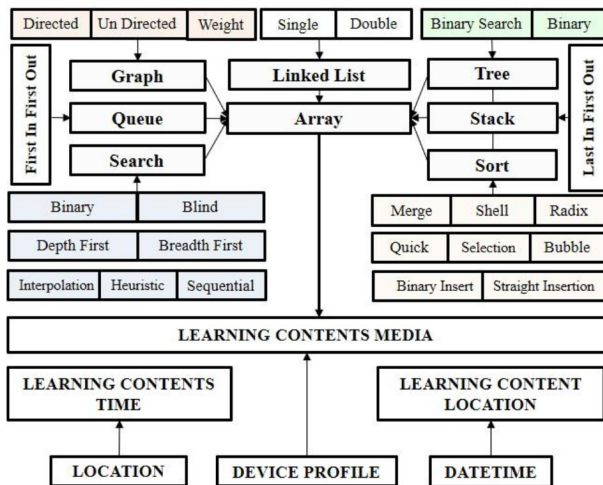 Directed Un Directed Weight Single Double Binary Search Binary
Graph Linked List Tree
First In First Out
Queue Array Stack
Last In First Out
Search Sort
Binary Blind
Depth First Breadth First
Interpolation Heuristic Sequential
Merge Shell Radix
Quick Selection Bubble
Binary Insert Straight Insertion
LEARNING CONTENTS MEDIA
LEARNING CONTENTS
TIME
LEARNING CONTENT
LOCATION
LOCATION DEVICE PROFILE DATETIME